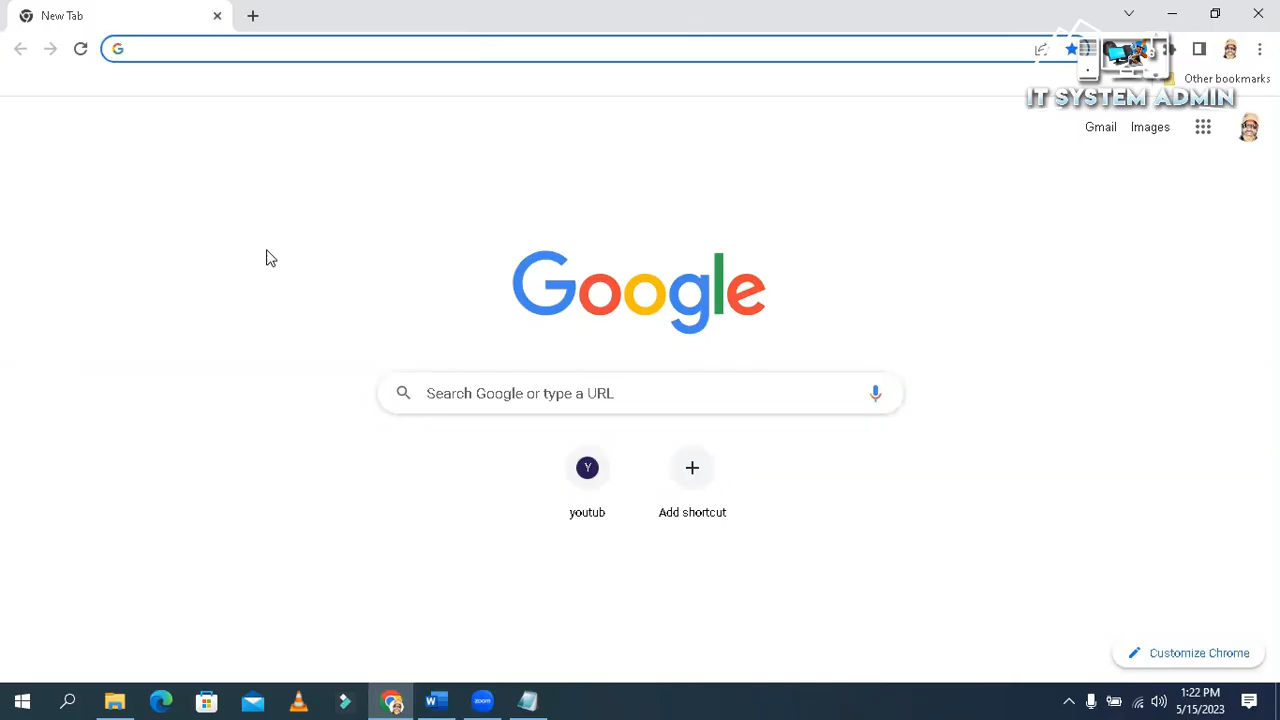 New Tab
Other bookmarks
IT SYSTEM ADMIN
Gmail Images
Google
Search Google or type a URL
Y
youtub
Add shortcut
Customize Chrome
W
zoom
1:22 PM
5/15/2023